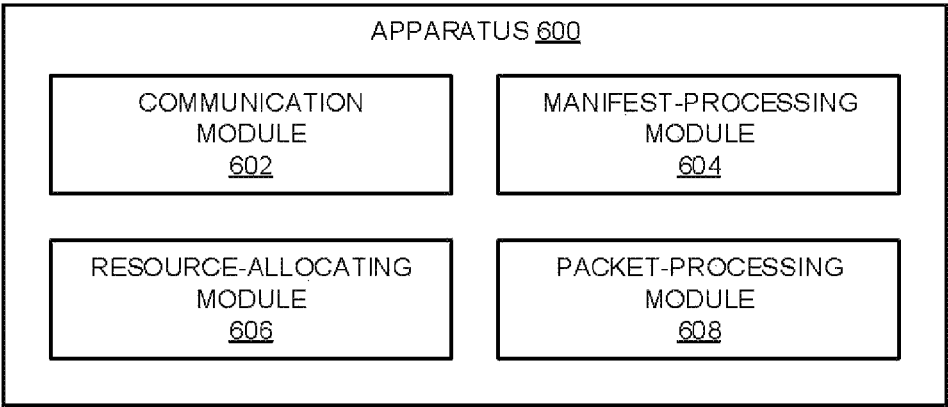 APPARATUS 600
COMMUNICATION
MODULE
602
MANIFEST-PROCESSING
MODULE
604
RESOURCE-ALLOCATING
MODULE
606
PACKET-PROCESSING
MODULE
608